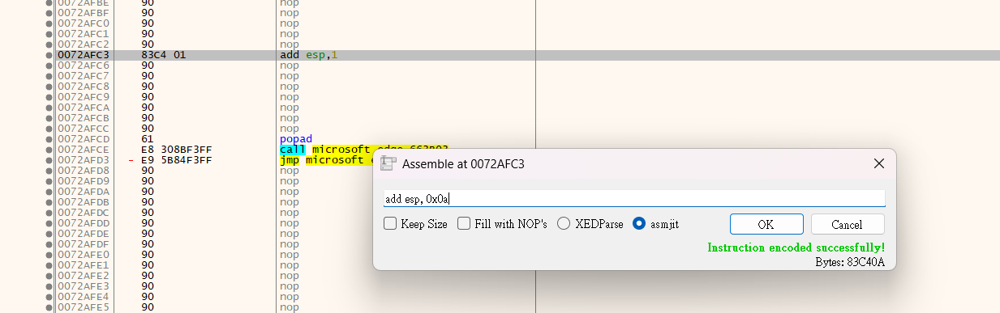 0072AFBE 90 nop
0072AFBF 90 nop
0072AFC0 90 nop
0072AFC1 90 nop
0072AFC2 90 nop
0072AFC3 83C4 01 add esp,1
0072AFC6 90 nop
0072AFC7 90 nop
0072AFC8 90 nop
0072AFC9 90 nop
0072AFCA 90 nop
0072AFCB 90 nop
0072AFCC 90 nop
0072AFCD 61 popad
0072AFCE E8 308BF3FF call microsoft edge 663B03
0072AFD3 - E9 5B84F3FF jmp microsoft
0072AFD8 90 nop
0072AFD9 90 nop
0072AFDA 90 nop
0072AFDB 90 nop
0072AFDC 90 nop
0072AFDD 90 nop
0072AFDE 90 nop
0072AFDF 90 nop
0072AFE0 90 nop
0072AFE1 90 nop
0072AFE2 90 nop
0072AFE3 90 nop
0072AFE4 90 nop
0072AFE5 90 nop
Assemble at 0072AFC3
add esp, 0x0a
Keep Size Fill with NOP's XEDParse asmjit OK Cancel
Instruction encoded successfully!
Bytes: 83C40A